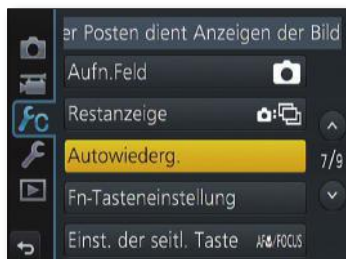 er Posten dient Anzeigen der Bild
Aufn.Feld
Restanzeige
Autowiederg.
7/9
Fn-Tasteneinstellung
Einst. der seitl. Taste AF/FOCUS